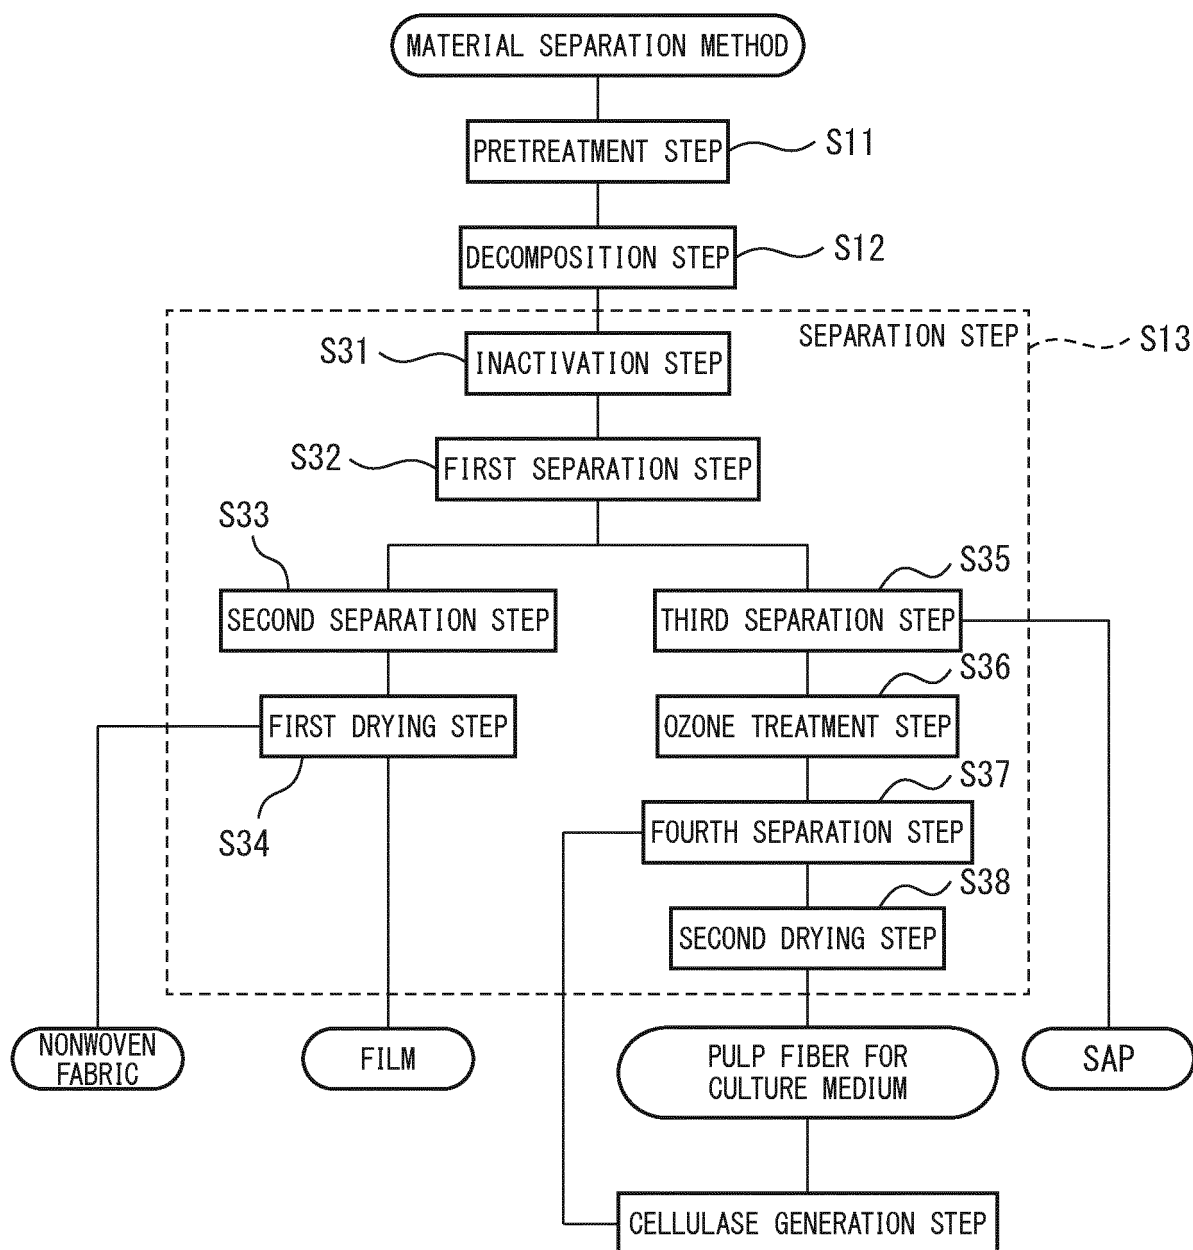 MATERIAL SEPARATION METHOD
PRETREATMENT STEP
S11
DECOMPOSITION STEP
S12
SEPARATION STEP
S13
S31
INACTIVATION STEP
S32
FIRST SEPARATION STEP
S33
SECOND SEPARATION STEP
S35
THIRD SEPARATION STEP
FIRST DRYING STEP
S34
S36
OZONE TREATMENT STEP
S37
FOURTH SEPARATION STEP
S38
SECOND DRYING STEP
NONWOVEN
FABRIC
FILM
PULP FIBER FOR
CULTURE MEDIUM
SAP
CELLULASE GENERATION STEP